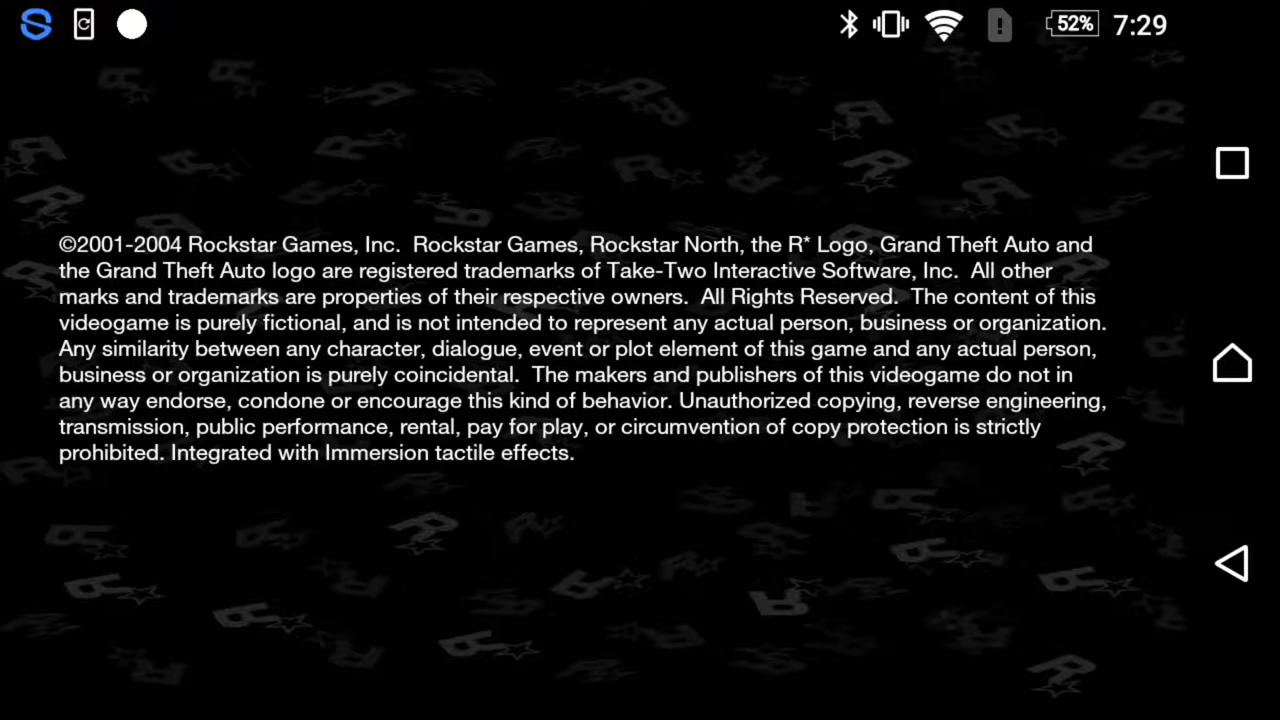 52% 7:29
©2001-2004 Rockstar Games, Inc.  Rockstar Games, Rockstar North, the R* Logo, Grand Theft Auto and
the Grand Theft Auto logo are registered trademarks of Take-Two Interactive Software, Inc.  All other
marks and trademarks are properties of their respective owners.  All Rights Reserved.  The content of this
videogame is purely fictional, and is not intended to represent any actual person, business or organization.
Any similarity between any character, dialogue, event or plot element of this game and any actual person,
business or organization is purely coincidental.  The makers and publishers of this videogame do not in
any way endorse, condone or encourage this kind of behavior. Unauthorized copying, reverse engineering,
transmission, public performance, rental, pay for play, or circumvention of copy protection is strictly
prohibited. Integrated with Immersion tactile effects.